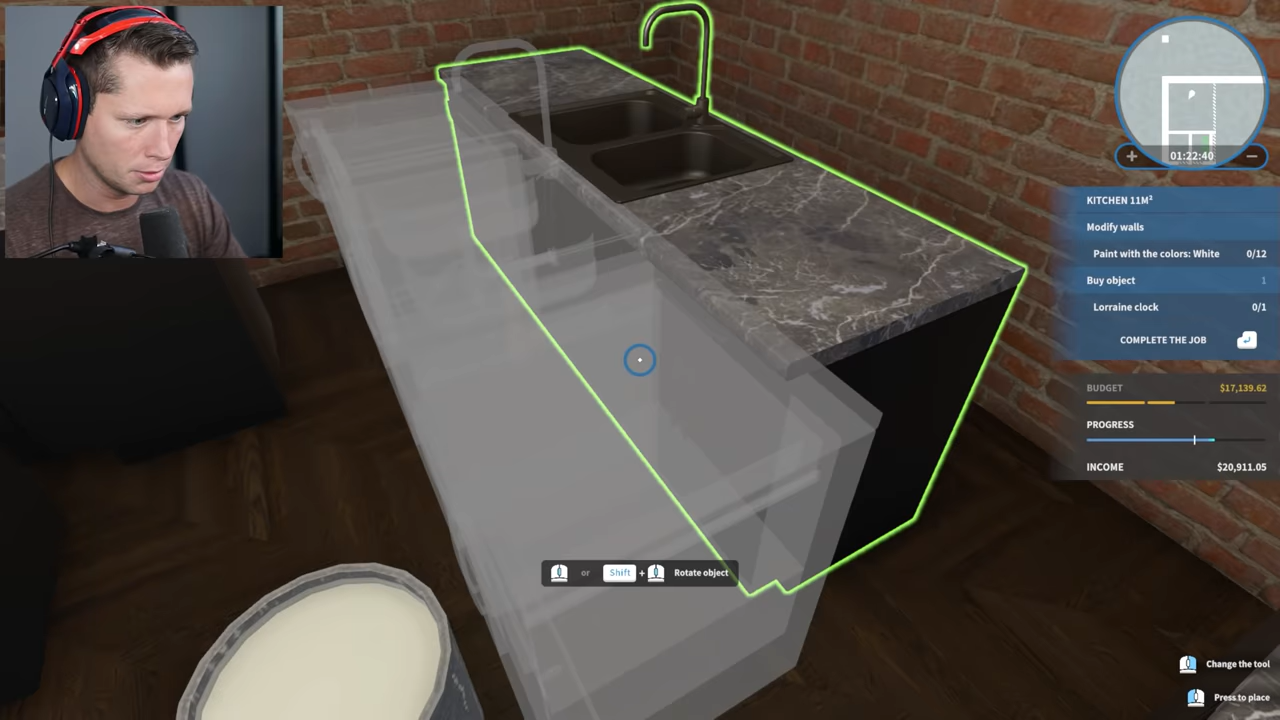 + 01:22:40 −
KITCHEN 11M²
Modify walls
Paint with the colors: White 0/12
Buy object 1
Lorraine clock 0/1
COMPLETE THE JOB
BUDGET $17,139.62
PROGRESS
INCOME $20,911.05
or Shift + Rotate object
Change the tool
Press to place